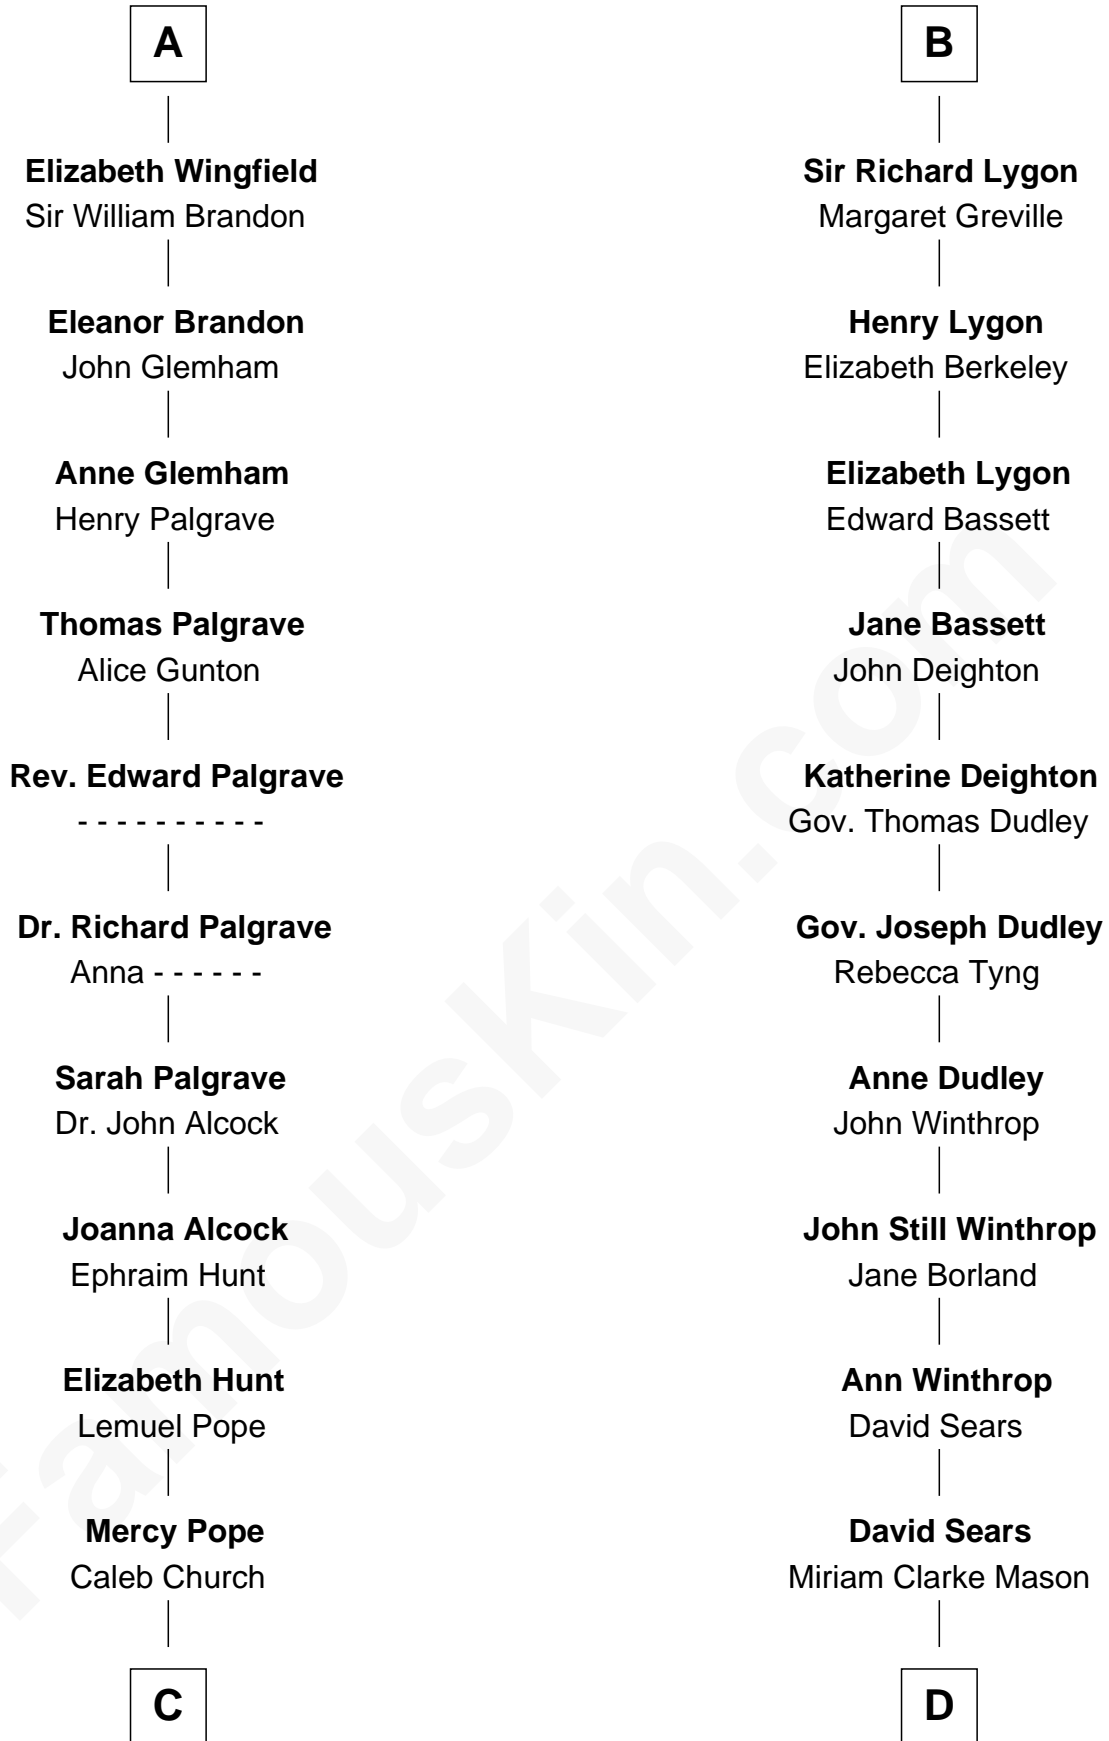 A
Elizabeth Wingfield
Sir William Brandon
Eleanor Brandon
John Glemham
Anne Glemham
Henry Palgrave
Thomas Palgrave
Alice Gunton
Rev. Edward Palgrave
- - - - - - - - - -
Dr. Richard Palgrave
Anna - - - - - -
Sarah Palgrave
Dr. John Alcock
Joanna Alcock
Ephraim Hunt
Elizabeth Hunt
Lemuel Pope
Mercy Pope
Caleb Church
C
B
Sir Richard Lygon
Margaret Greville
Henry Lygon
Elizabeth Berkeley
Elizabeth Lygon
Edward Bassett
Jane Bassett
John Deighton
Katherine Deighton
Gov. Thomas Dudley
Gov. Joseph Dudley
Rebecca Tyng
Anne Dudley
John Winthrop
John Still Winthrop
Jane Borland
Ann Winthrop
David Sears
David Sears
Miriam Clarke Mason
D
FamousKin.com